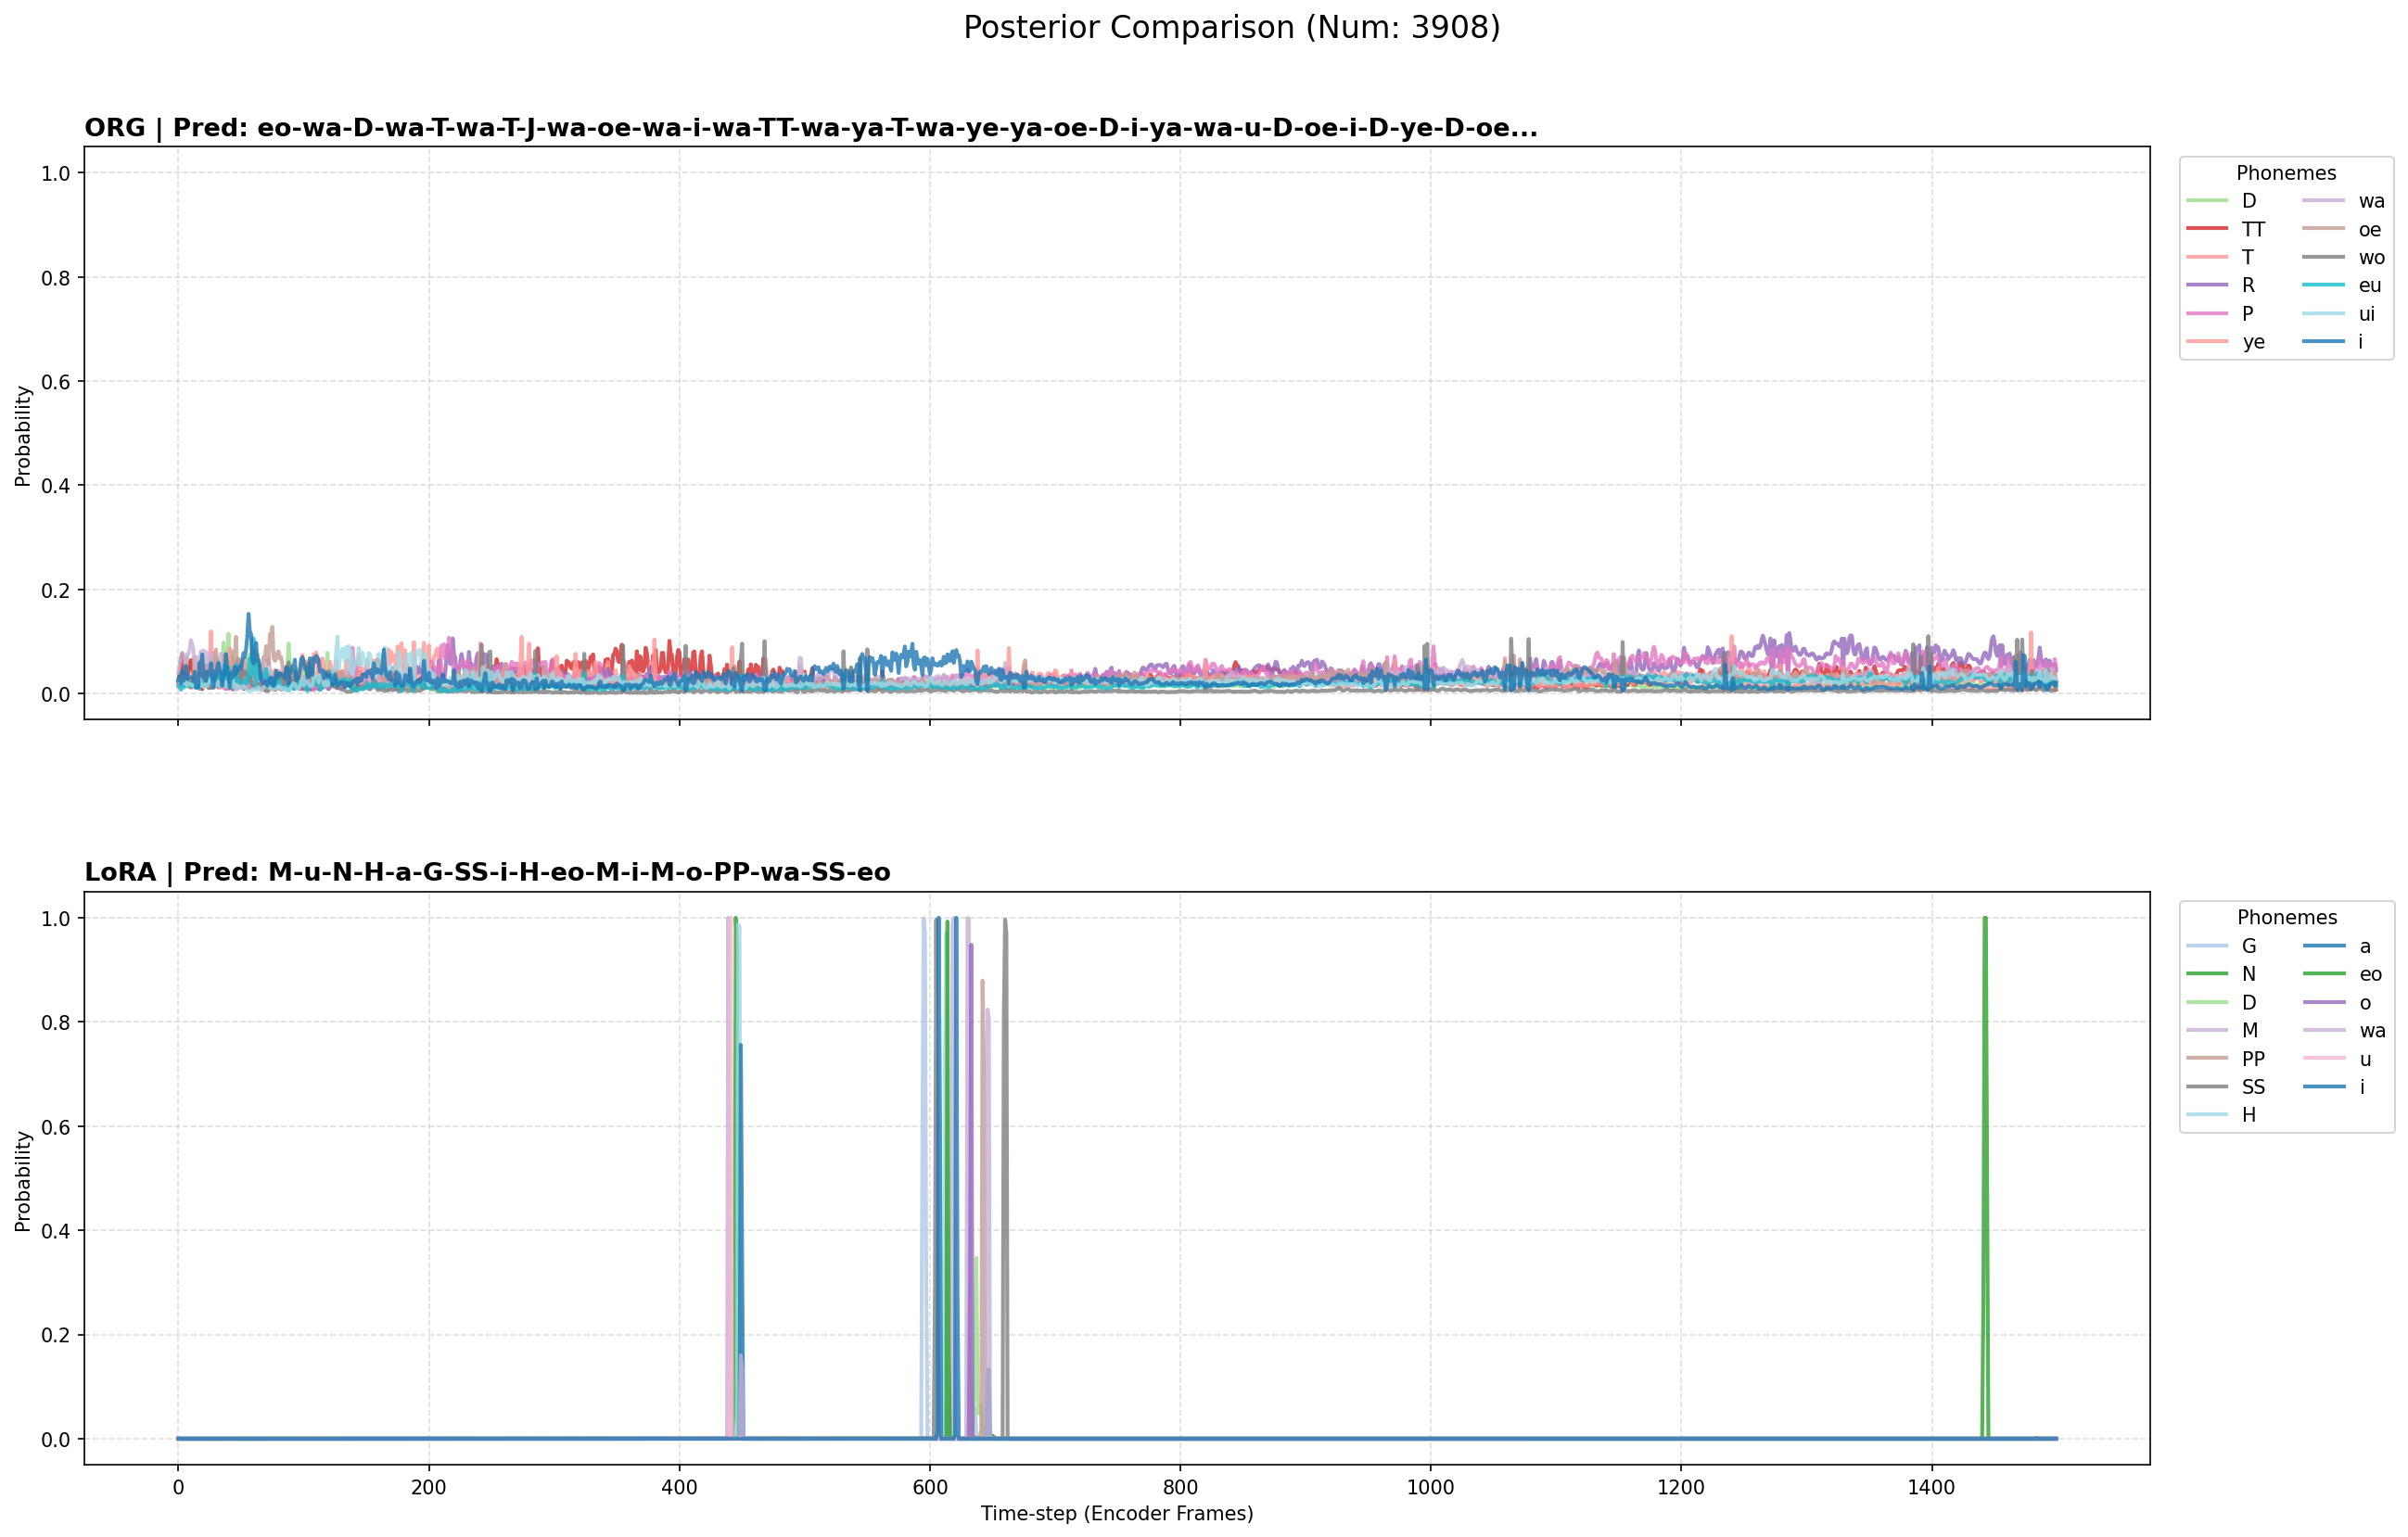 Posterior Comparison (Num: 3908)
ORG | Pred: eo-wa-D-wa-T-wa-T-J-wa-oe-wa-i-wa-TT-wa-ya-T-wa-ye-ya-oe-D-i-ya-wa-u-D-oe-i-D-ye-D-oe...
1.0
0.8
0.6
0.4
0.2
0.0
Probability
Phonemes
D wa
TT oe
T wo
R eu
P ui
ye i
LoRA | Pred: M-u-N-H-a-G-SS-i-H-eo-M-i-M-o-PP-wa-SS-eo
1.0
0.8
0.6
0.4
0.2
0.0
Probability
Phonemes
G a
N eo
D o
M wa
PP u
SS i
H
0 200 400 600 800 1000 1200 1400
Time-step (Encoder Frames)